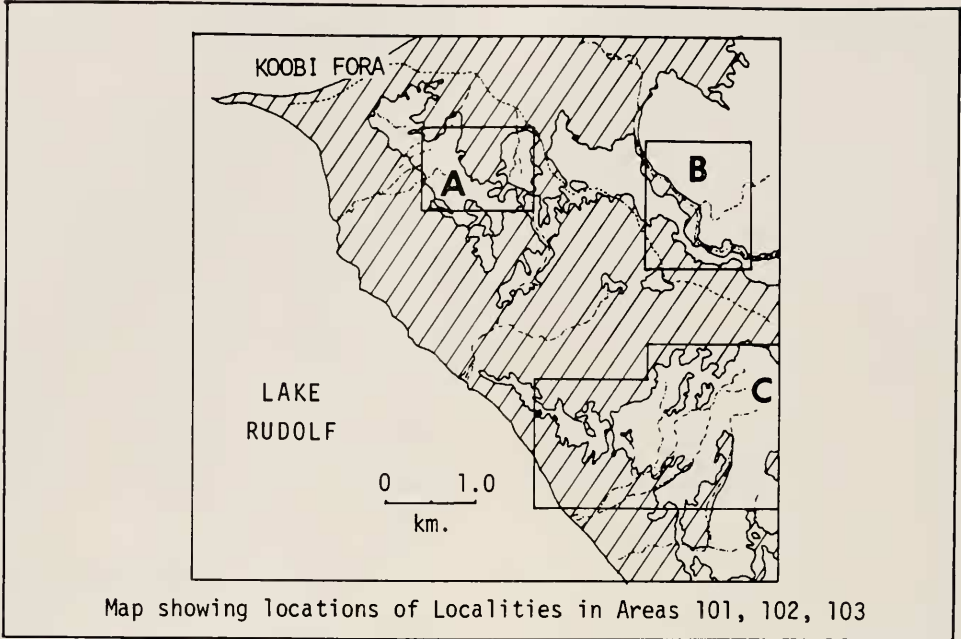 KOOBI FORA
A
B
C
LAKE
RUDOLF
0 1.0
km.
Map showing locations of Localities in Areas 101, 102, 103